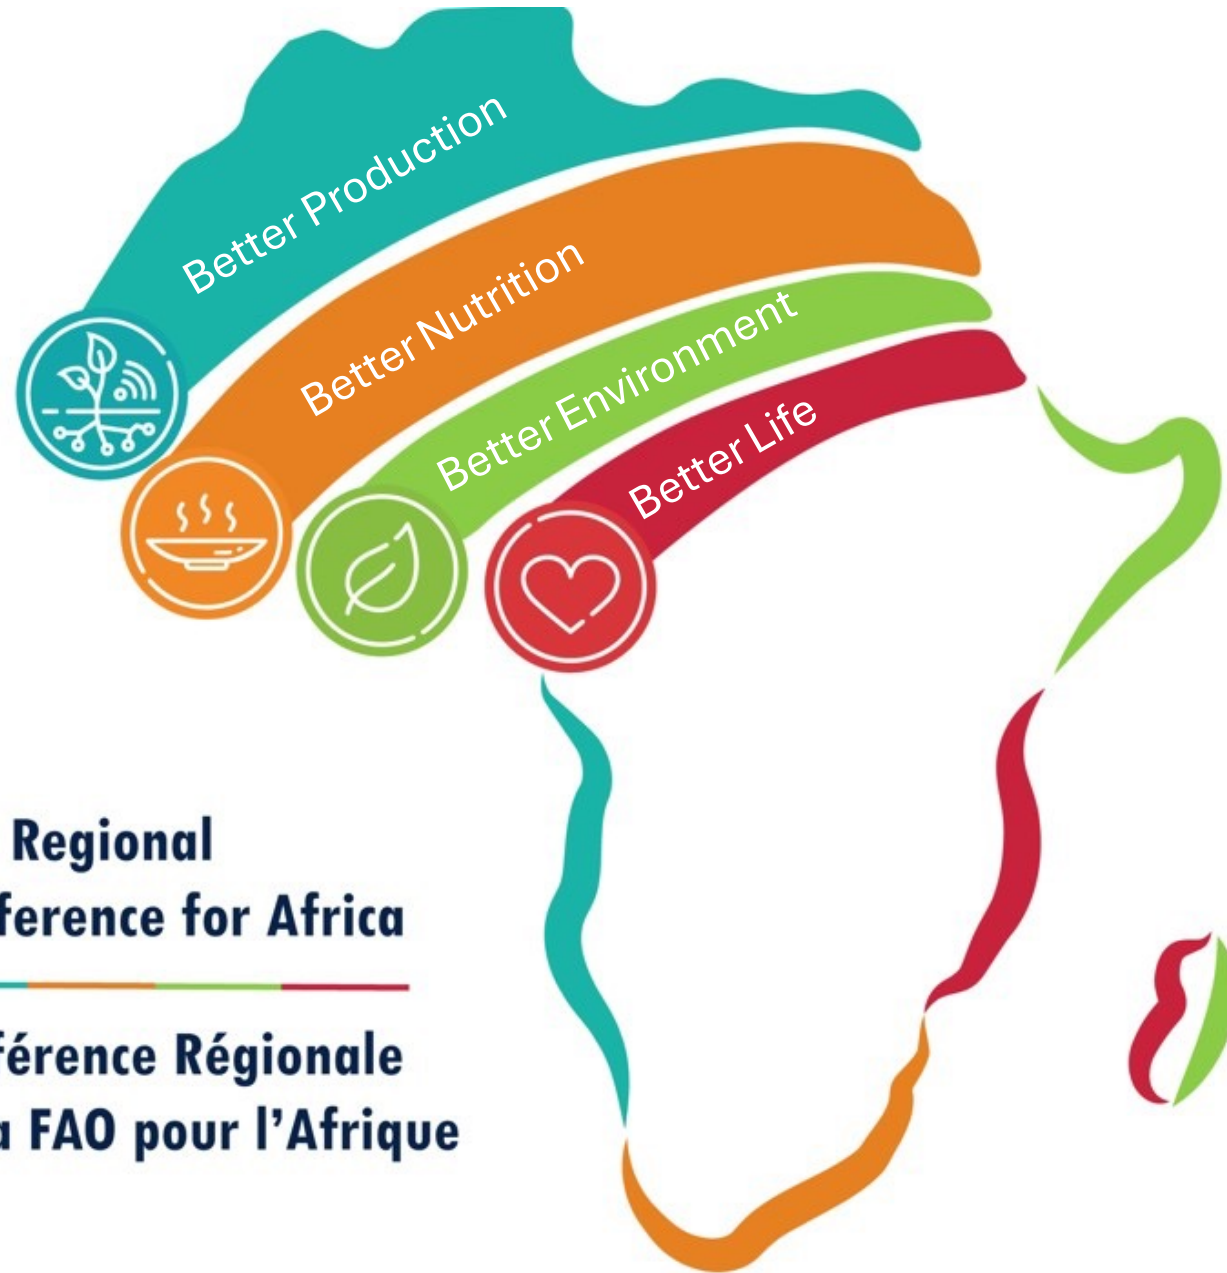 Better Production
Better Nutrition
Better Environment
Better Life
Regional
ference for Africa
férence Régionale
a FAO pour l’Afrique